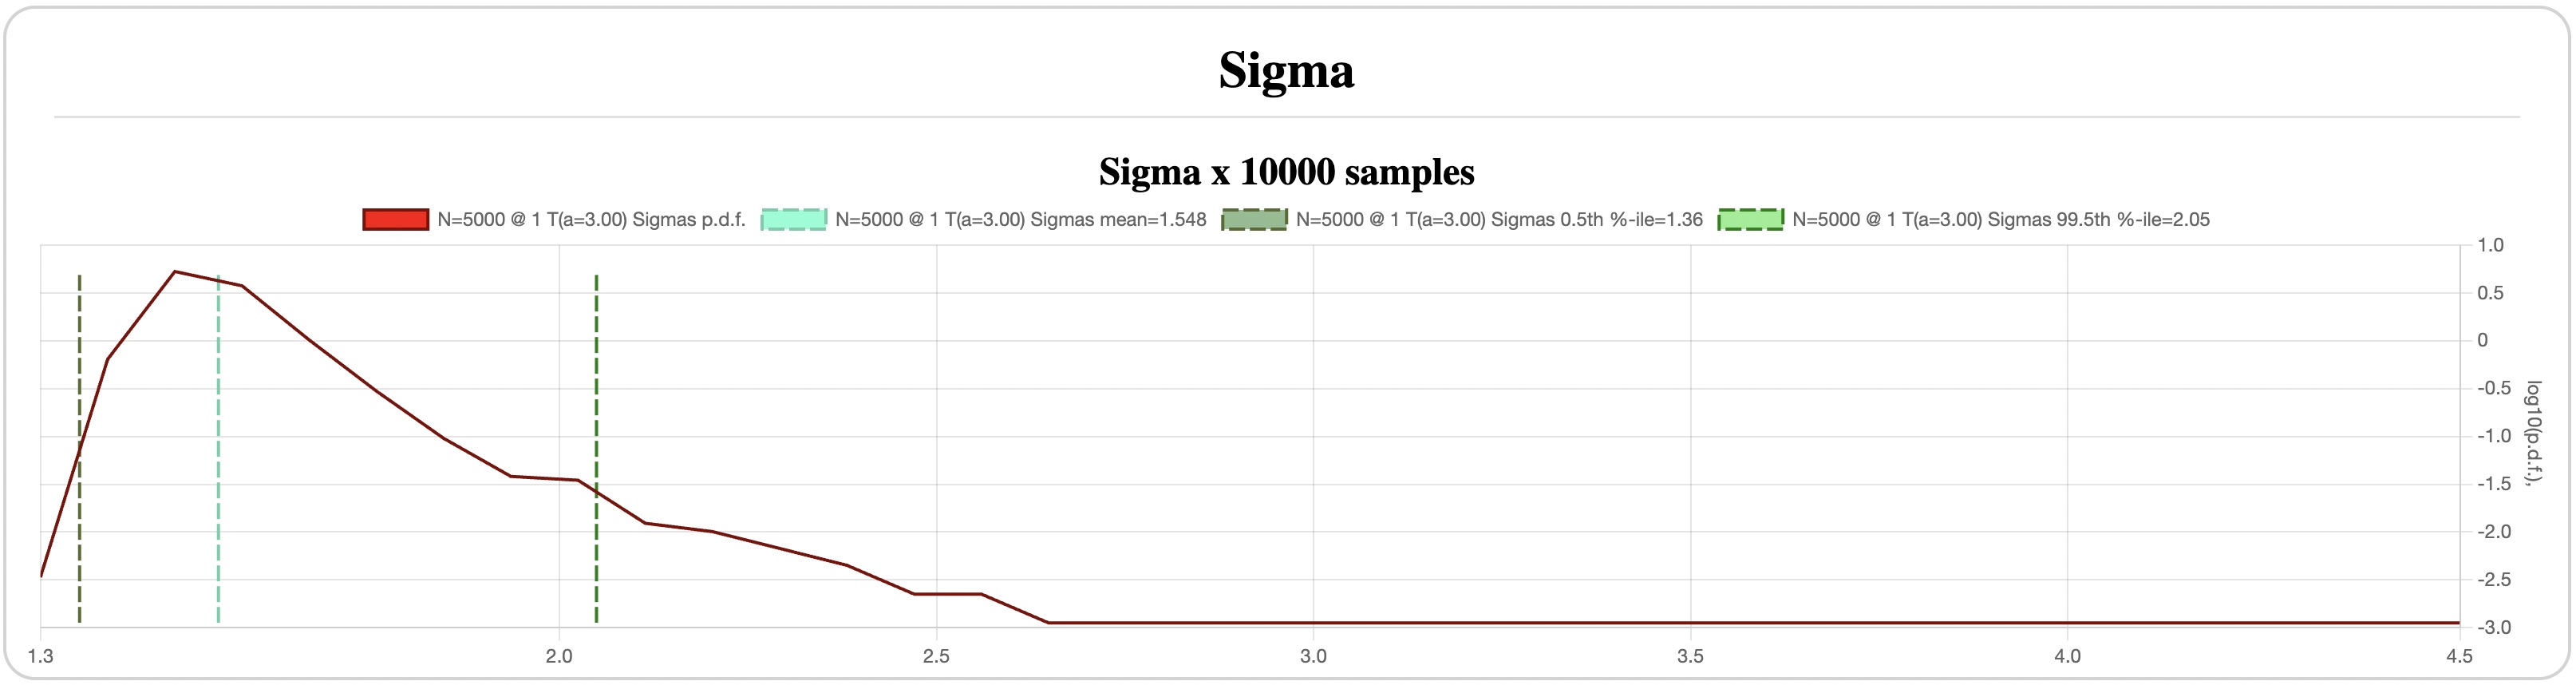 Sigma
Sigma x 10000 samples
N=5000 @ 1 T(a=3.00) Sigmas p.d.f. N=5000 @ 1 T(a=3.00) Sigmas mean=1.548 N=5000 @ 1 T(a=3.00) Sigmas 0.5th %-ile=1.36 N=5000 @ 1 T(a=3.00) Sigmas 99.5th %-ile=2.05
1.0
0.5
0
-0.5
-1.0
-1.5
-2.0
-2.5
-3.0
log10(p.d.f.),
1.3 2.0 2.5 3.0 3.5 4.0 4.5